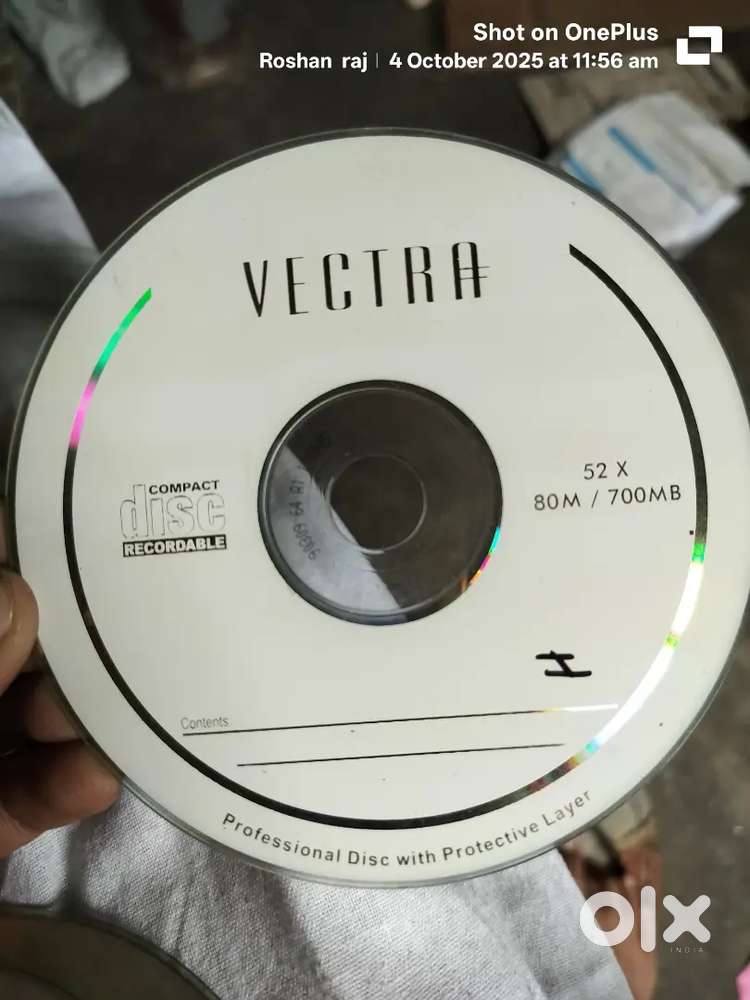 Shot on OnePlus
Roshan raj | 4 October 2025 at 11:56 am
VECTRA
COMPACT
disc
RECORDABLE
52 X
80M / 700MB
H
Contents
Professional Disc with Protective Layer
olx
INDIA